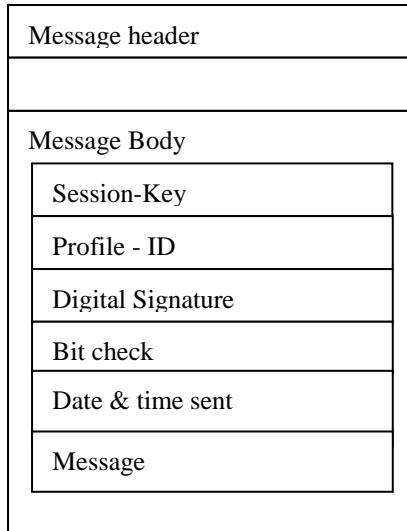 Message header
Message Body
Session-Key
Profile - ID
Digital Signature
Bit check
Date & time sent
Message